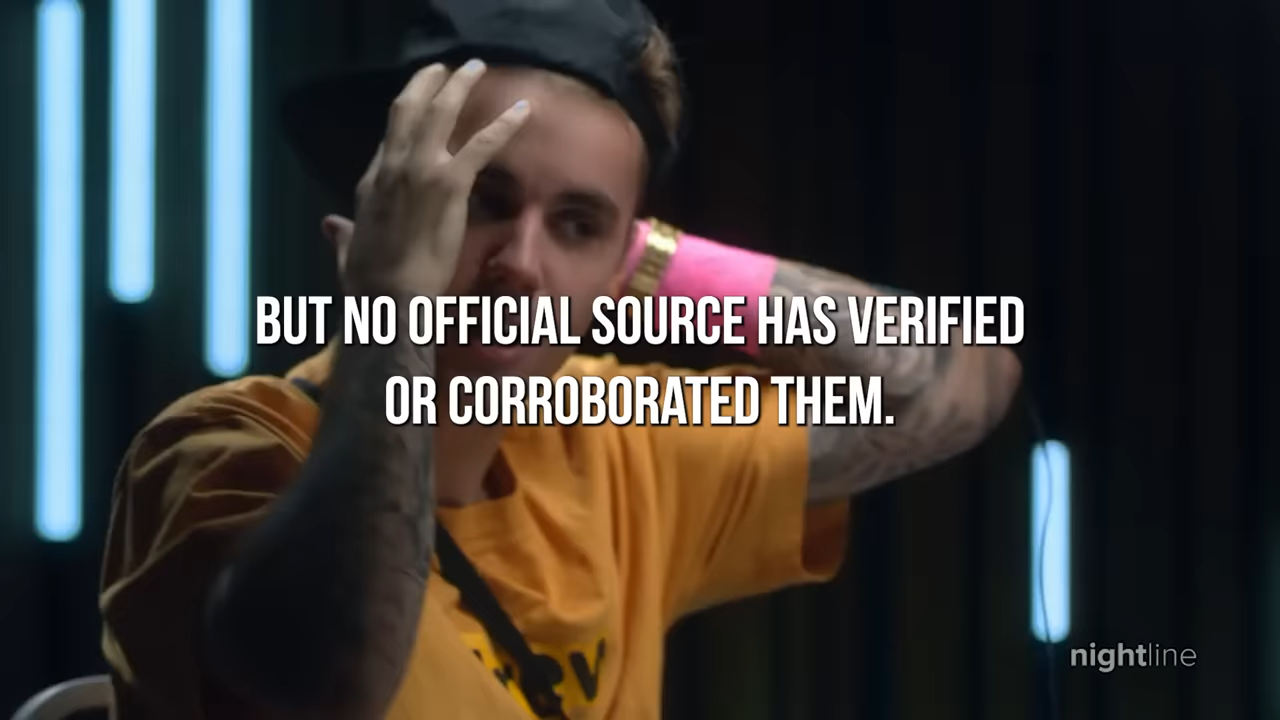 BUT NO OFFICIAL SOURCE HAS VERIFIED
OR CORROBORATED THEM.
nightline